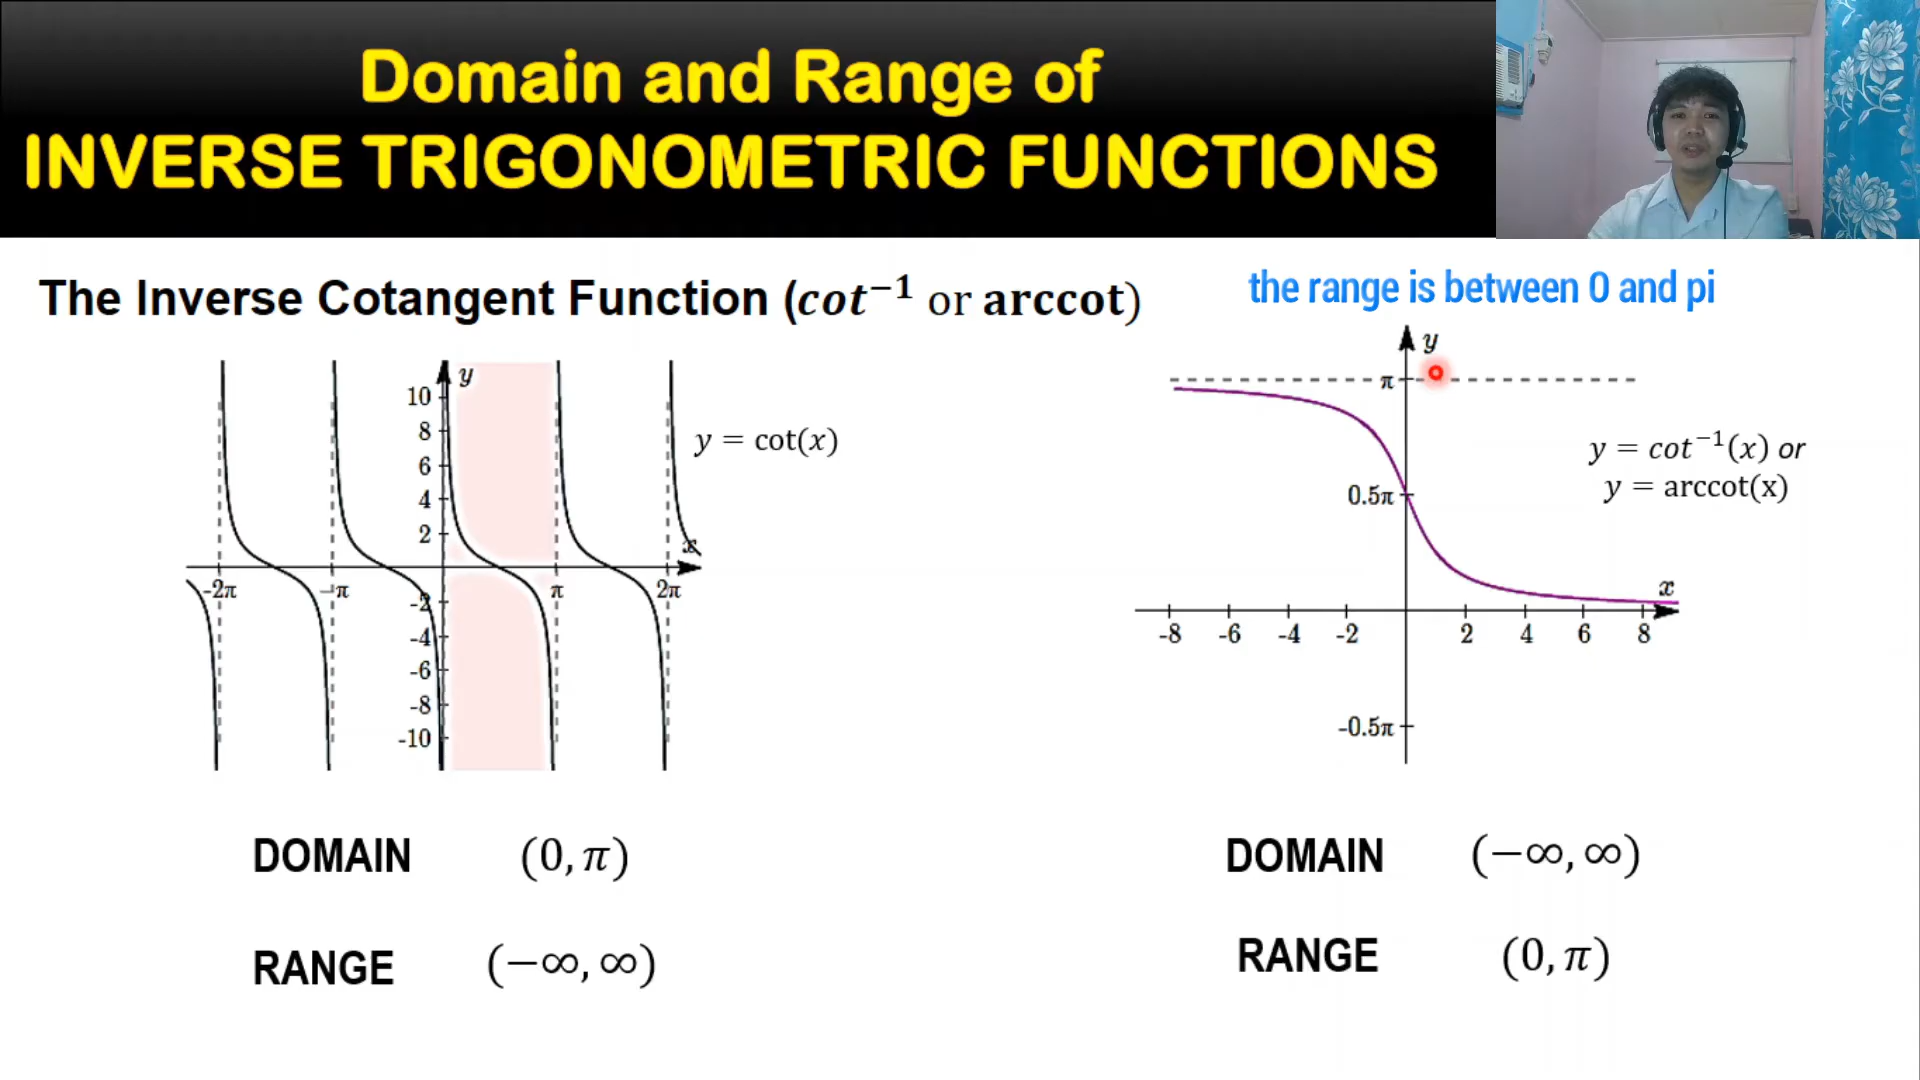 Domain and Range of
INVERSE TRIGONOMETRIC FUNCTIONS
The Inverse Cotangent Function (cot⁻¹ or arccot)
the range is between 0 and pi
y
10
8
6
4
2
x
-2π
-π
π
2π
-2
-4
-6
-8
-10
y = cot(x)
y
π
0.5π
x
-8
-6
-4
-2
2
4
6
8
-0.5π
y = cot⁻¹(x) or
y = arccot(x)
DOMAIN (0, π)
RANGE (−∞, ∞)
DOMAIN (−∞, ∞)
RANGE (0, π)